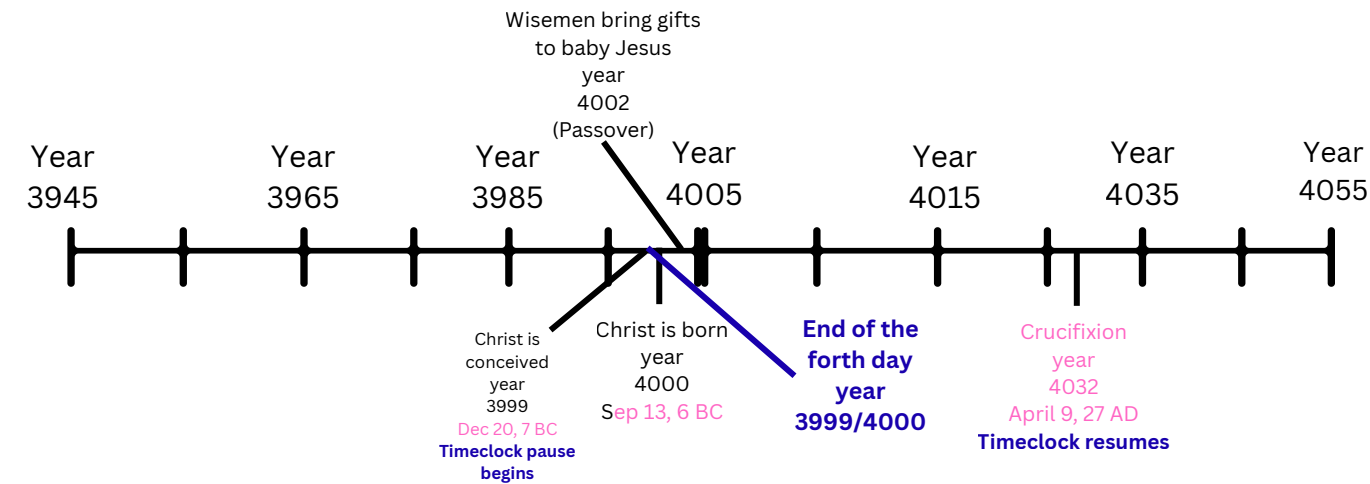 Wisemen bring gifts
to baby Jesus
year
4002
(Passover)
Year
3945
Year
3965
Year
3985
Year
4005
Year
4015
Year
4035
Year
4055
Christ is
conceived
year
3999
Dec 20, 7 BC
Timeclock pause
begins
Christ is born
year
4000
Sep 13, 6 BC
End of the
forth day
year
3999/4000
Crucifixion
year
4032
April 9, 27 AD
Timeclock resumes